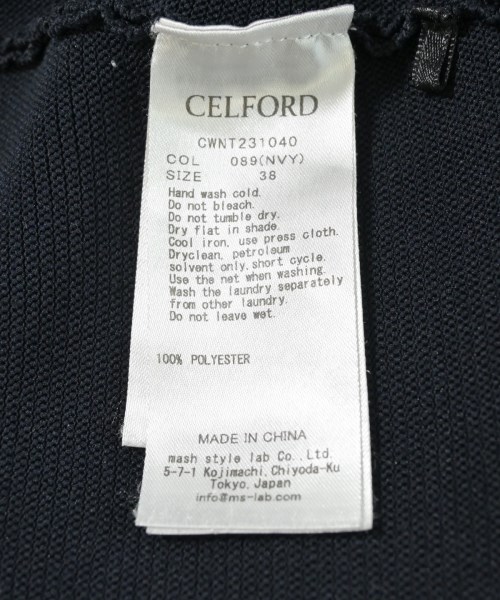 CELFORD
CWNT231040
COL 089(NVY)
SIZE 38
Hand wash cold.
Do not bleach.
Do not tumble dry.
Dry flat in shade.
Cool iron, use press cloth.
Dryclean, petroleum
solvent only, short cycle.
Use the net when washing.
Wash the laundry separately
from other laundry.
Do not leave wet.
100% POLYESTER
MADE IN CHINA
mash style lab Co.,Ltd.
5-7-1 Kojimachi,Chiyoda-Ku
Tokyo,Japan
info@ms-lab.com